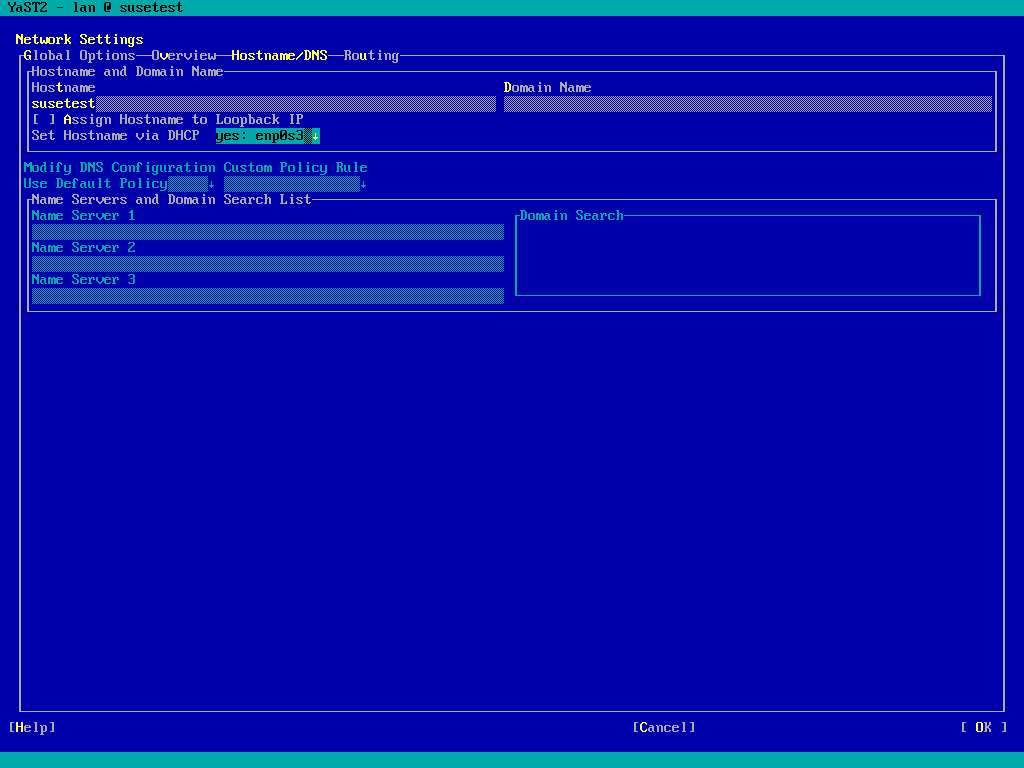 YaST2 - lan @ susetest
Network Settings
Global Options Overview Hostname/DNS Routing
Hostname and Domain Name
Hostname Domain Name
susetest
[ ] Assign Hostname to Loopback IP
Set Hostname via DHCP yes: enp0s3 ↓
Modify DNS Configuration Custom Policy Rule
Use Default Policy ↓ ↓
Name Servers and Domain Search List
Name Server 1 Domain Search
Name Server 2
Name Server 3
[Help] [Cancel] [ OK ]